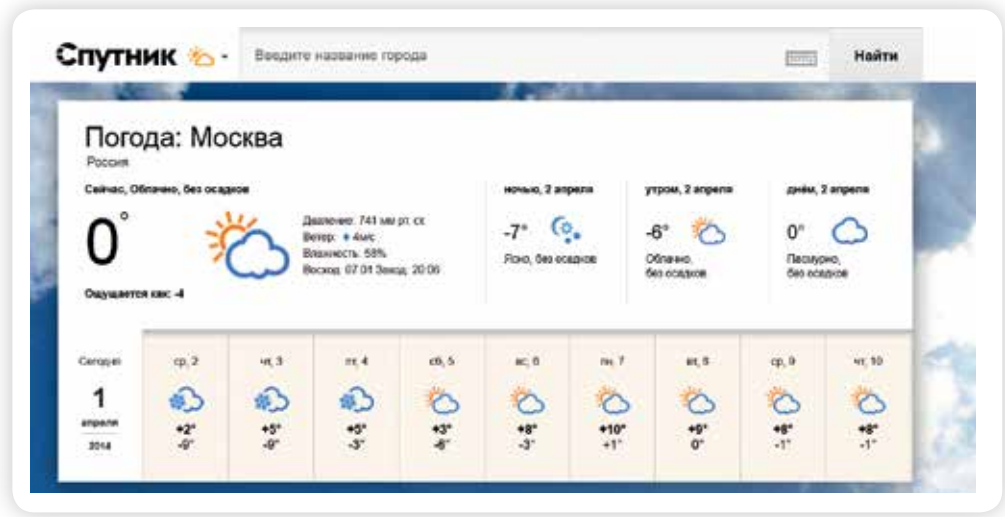 Спутник
Введите название города
Найти
Погода: Москва
Россия
Сейчас, Облачно, без осадков
0°
Давление: 741 мм рт. ст.
Ветер: 4м/с
Влажность: 58%
Восход: 07:01 Заход: 20:06
Ощущается как: -4
ночью, 2 апреля
-7°
Ясно, без осадков
утром, 2 апреля
-6°
Облачно,
без осадков
днём, 2 апреля
0°
Пасмурно,
без осадков
Сегодня
1
апреля
2014
ср, 2 чт, 3 пт, 4 сб, 5 вс, 6 пн, 7 вт, 8 ср, 9 чт, 10
+2° +5° +5° +3° +8° +10° +9° +8° +8°
-9° -9° -3° -6° -3° +1° 0° -1° -1°